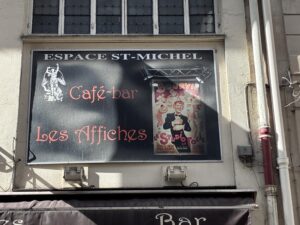 ESPACE ST-MICHEL
Café-bar
Les Affiches
Bar